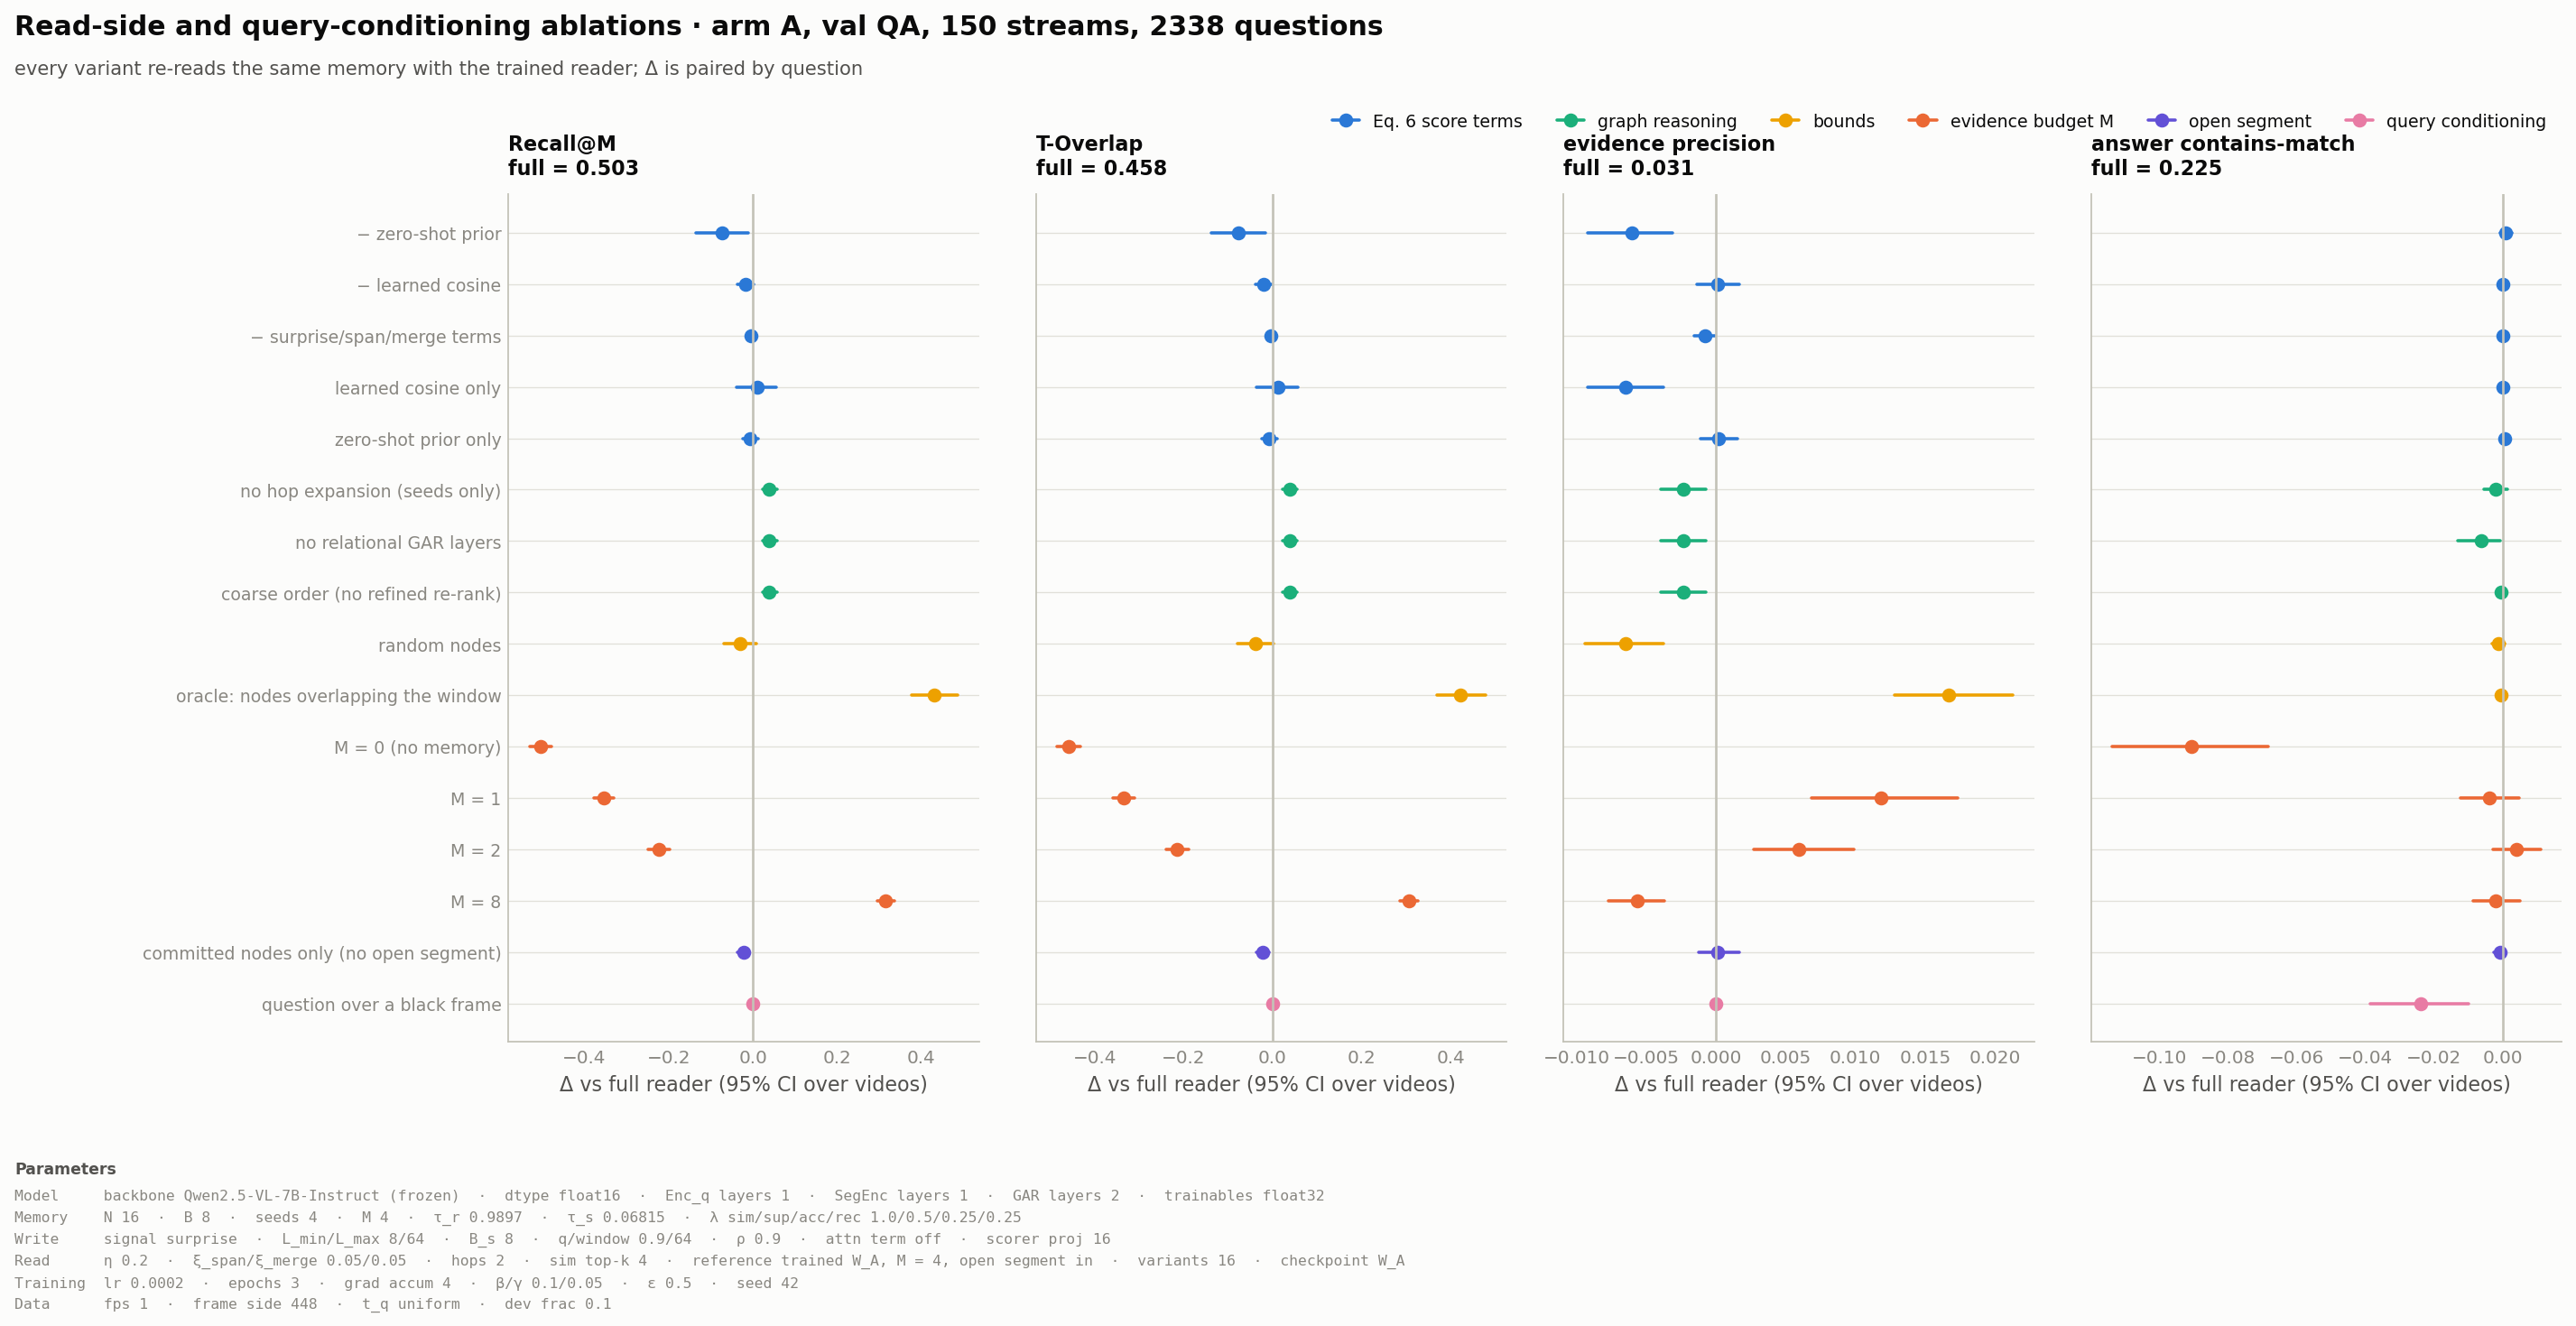 Read-side and query-conditioning ablations · arm A, val QA, 150 streams, 2338 questions
every variant re-reads the same memory with the trained reader; Δ is paired by question
Eq. 6 score terms graph reasoning bounds evidence budget M open segment query conditioning
Recall@M
full = 0.503
T-Overlap
full = 0.458
evidence precision
full = 0.031
answer contains-match
full = 0.225
− zero-shot prior
− learned cosine
− surprise/span/merge terms
learned cosine only
zero-shot prior only
no hop expansion (seeds only)
no relational GAR layers
coarse order (no refined re-rank)
random nodes
oracle: nodes overlapping the window
M = 0 (no memory)
M = 1
M = 2
M = 8
committed nodes only (no open segment)
question over a black frame
−0.4 −0.2 0.0 0.2 0.4
−0.4 −0.2 0.0 0.2 0.4
−0.010 −0.005 0.000 0.005 0.010 0.015 0.020
−0.10 −0.08 −0.06 −0.04 −0.02 0.00
Δ vs full reader (95% CI over videos)
Δ vs full reader (95% CI over videos)
Δ vs full reader (95% CI over videos)
Δ vs full reader (95% CI over videos)
Parameters
Model backbone Qwen2.5-VL-7B-Instruct (frozen) · dtype float16 · Enc_q layers 1 · SegEnc layers 1 · GAR layers 2 · trainables float32
Memory N 16 · B 8 · seeds 4 · M 4 · τ_r 0.9897 · τ_s 0.06815 · λ sim/sup/acc/rec 1.0/0.5/0.25/0.25
Write signal surprise · L_min/L_max 8/64 · B_s 8 · q/window 0.9/64 · ρ 0.9 · attn term off · scorer proj 16
Read η 0.2 · ξ_span/ξ_merge 0.05/0.05 · hops 2 · sim top-k 4 · reference trained W_A, M = 4, open segment in · variants 16 · checkpoint W_A
Training lr 0.0002 · epochs 3 · grad accum 4 · β/γ 0.1/0.05 · ε 0.5 · seed 42
Data fps 1 · frame side 448 · t_q uniform · dev frac 0.1